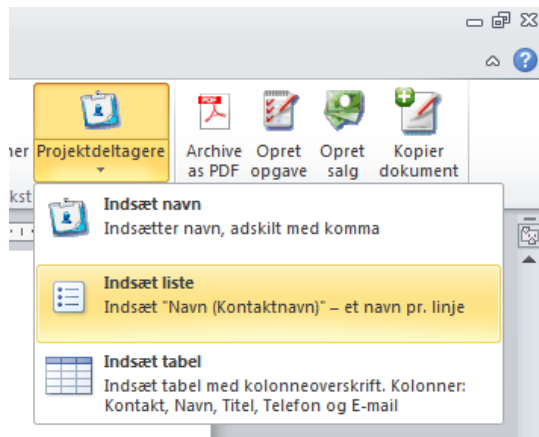 ner Projektdeltagere
Archive as PDF
Opret opgave
Opret salg
Kopier dokument
kst
Indsæt navn
Indsætter navn, adskilt med komma
Indsæt liste
Indsæt "Navn (Kontaktnavn)" – et navn pr. linje
Indsæt tabel
Indsæt tabel med kolonneoverskrift. Kolonner:
Kontakt, Navn, Titel, Telefon og E-mail